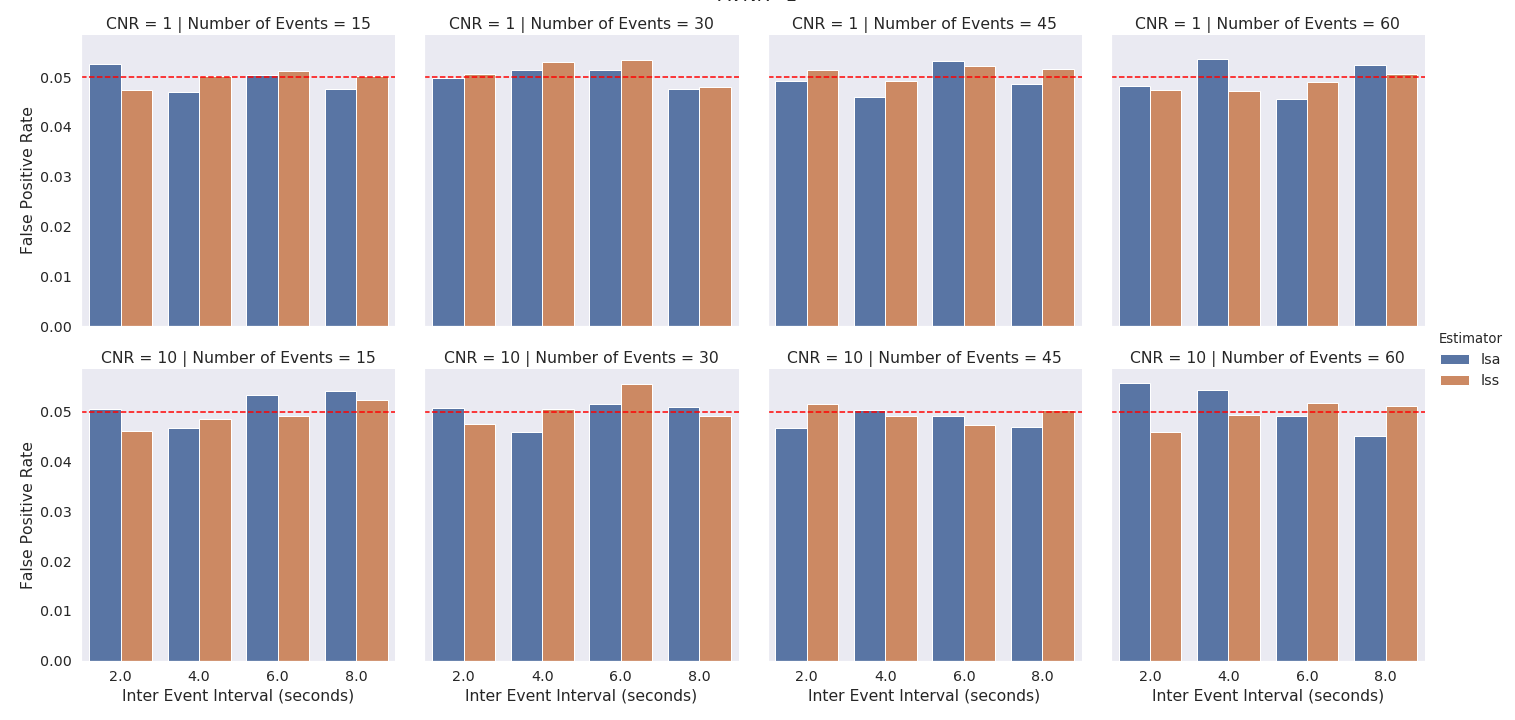 CNR = 1 | Number of Events = 15
CNR = 1 | Number of Events = 30
CNR = 1 | Number of Events = 45
CNR = 1 | Number of Events = 60
False Positive Rate
0.05
0.04
0.03
0.02
0.01
0.00
CNR = 10 | Number of Events = 15
CNR = 10 | Number of Events = 30
CNR = 10 | Number of Events = 45
CNR = 10 | Number of Events = 60
False Positive Rate
0.05
0.04
0.03
0.02
0.01
0.00
2.0 4.0 6.0 8.0
2.0 4.0 6.0 8.0
2.0 4.0 6.0 8.0
2.0 4.0 6.0 8.0
Inter Event Interval (seconds)
Inter Event Interval (seconds)
Inter Event Interval (seconds)
Inter Event Interval (seconds)
Estimator
lsa
lss